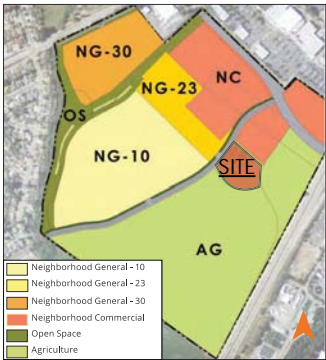 NG-30
NC
NG-23
OS
NG-10
SITE
AG
Neighborhood General - 10
Neighborhood General - 23
Neighborhood General - 30
Neighborhood Commercial
Open Space
Agriculture